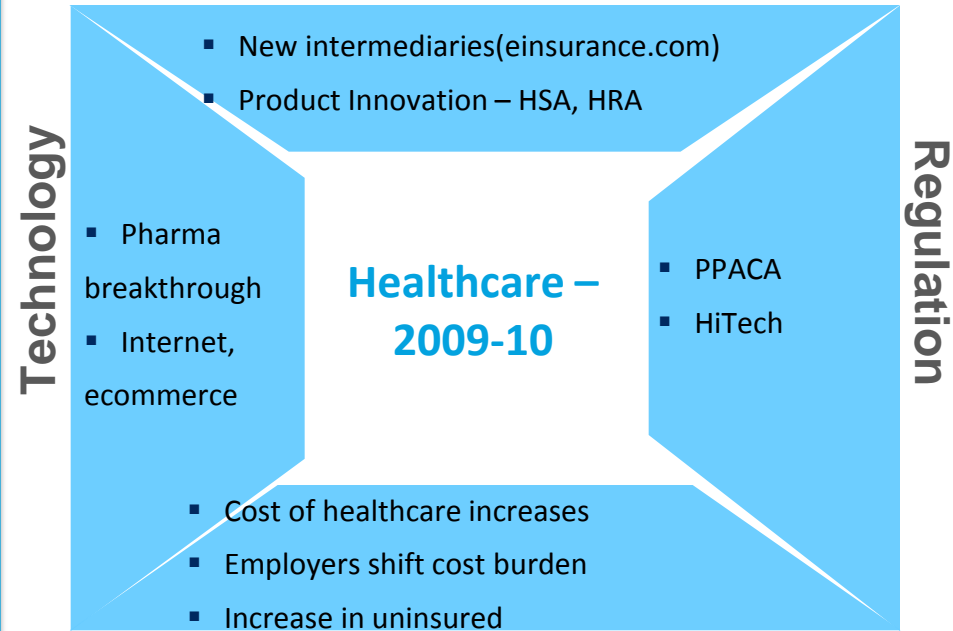 ▪ New intermediaries(einsurance.com)
▪ Product Innovation – HSA, HRA
Technology
▪ Pharma
breakthrough
▪ Internet,
ecommerce
Healthcare –
2009-10
▪ PPACA
▪ HiTech
Regulation
▪ Cost of healthcare increases
▪ Employers shift cost burden
▪ Increase in uninsured